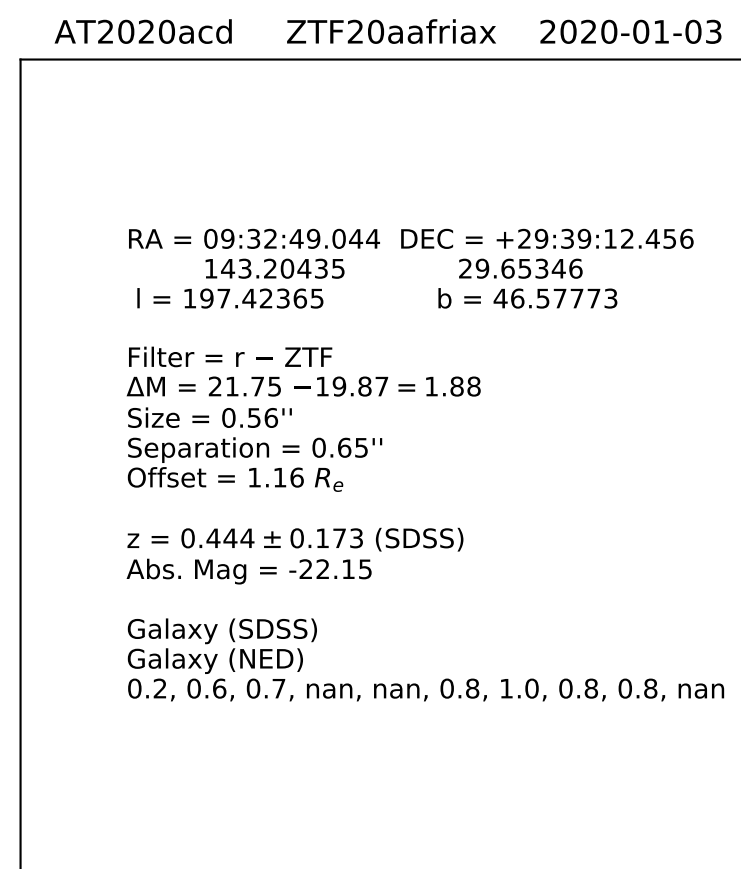 AT2020acd ZTF20aafriax 2020-01-03
RA = 09:32:49.044 DEC = +29:39:12.456
143.20435 29.65346
l = 197.42365 b = 46.57773
Filter = r − ZTF
ΔM = 21.75 −19.87 = 1.88
Size = 0.56''
Separation = 0.65''
Offset = 1.16 Re
z = 0.444 ± 0.173 (SDSS)
Abs. Mag = -22.15
Galaxy (SDSS)
Galaxy (NED)
0.2, 0.6, 0.7, nan, nan, 0.8, 1.0, 0.8, 0.8, nan